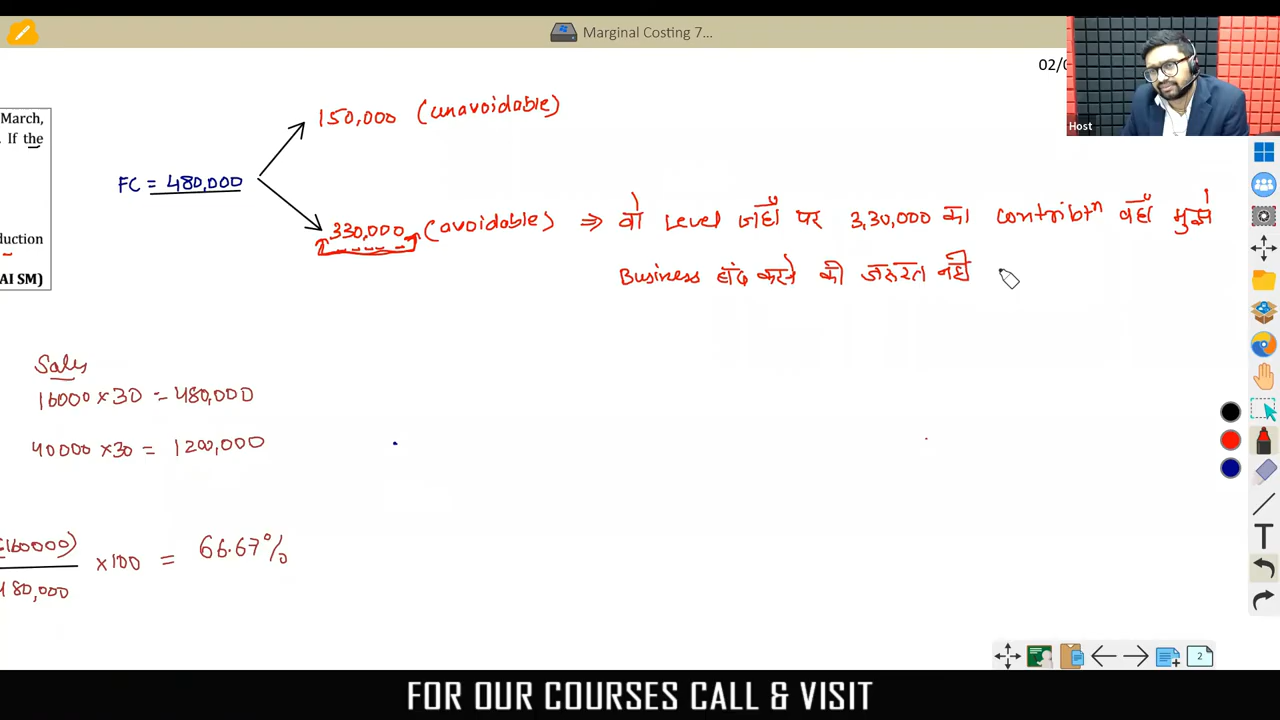 Marginal Costing 7...
02/0
Host
March,
. If the
duction
AI SM)
150,000 (unavoidable)
FC = 480,000
330,000 (avoidable) ⇒ वो Level जहाँ पर 3,30,000 का contribtⁿ वहाँ मुझे
Business बंद करने की जरुरत नही
Sales
16000 × 30 = 480,000
40000 × 30 = 1200,000
160000)
480,000
×100 = 66.67%
2
FOR OUR COURSES CALL & VISIT